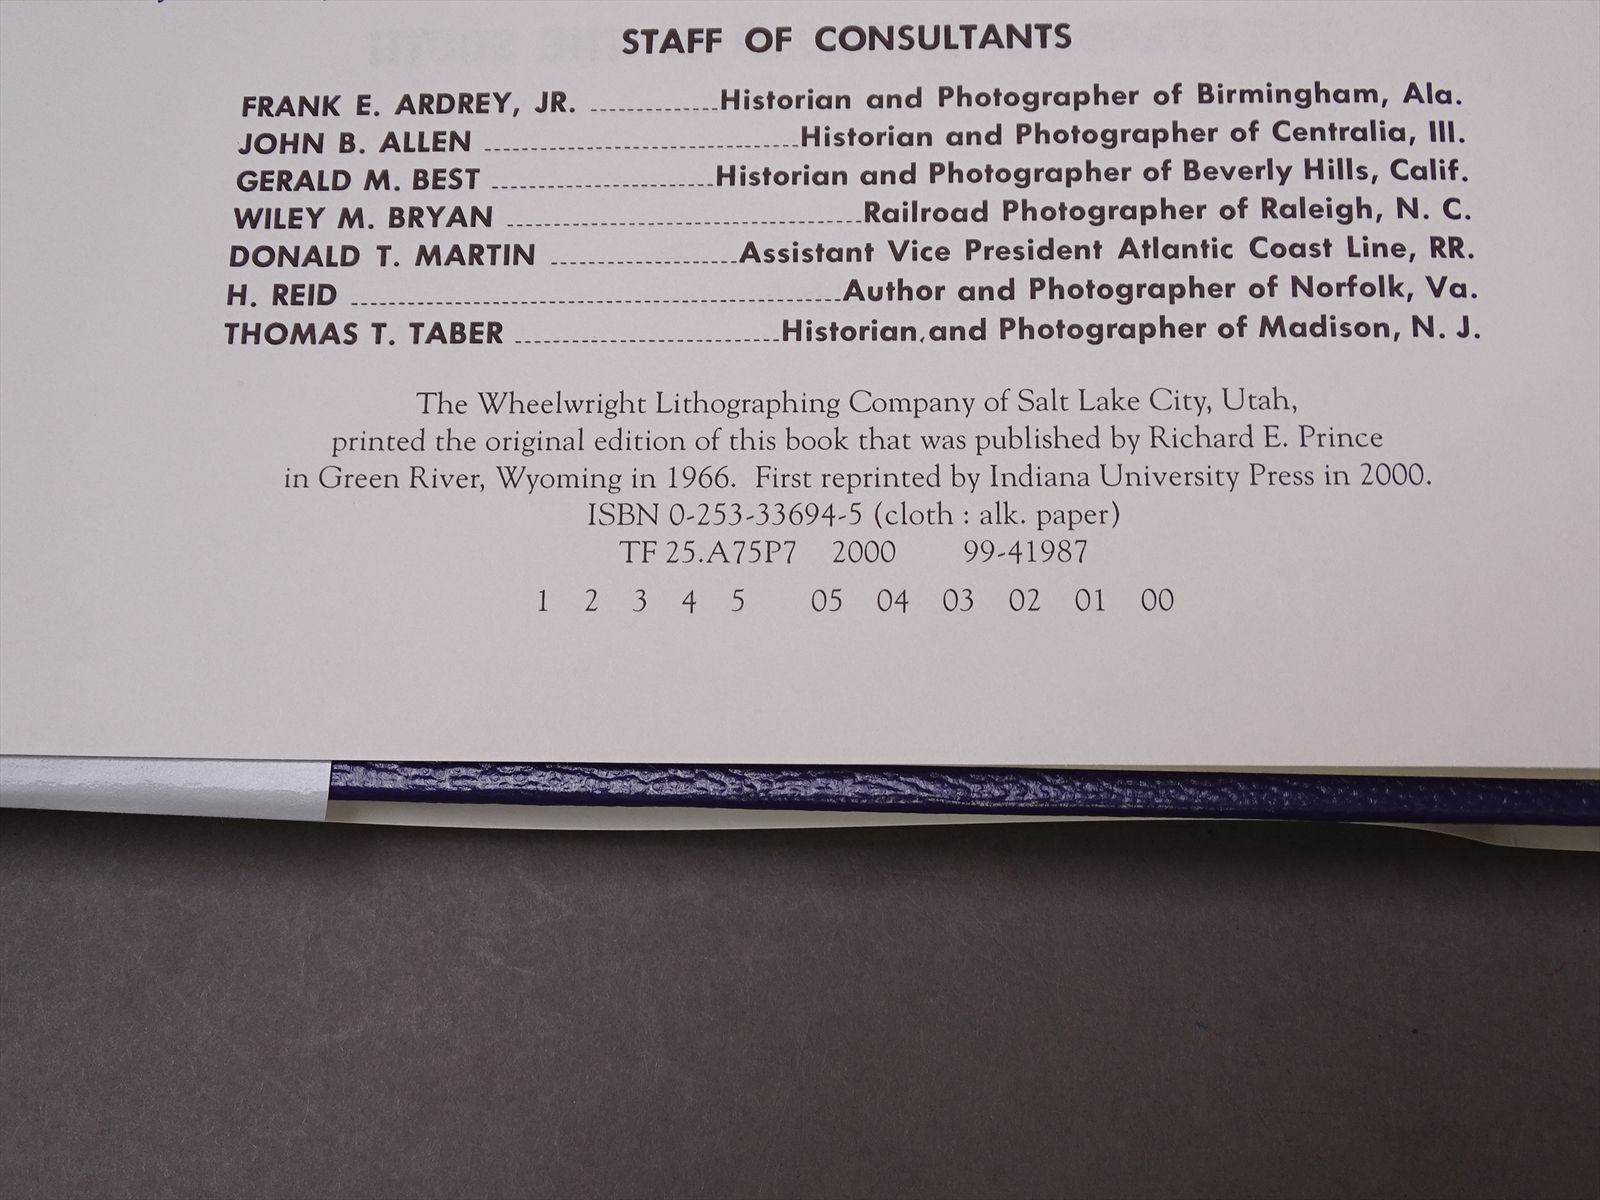 STAFF OF CONSULTANTS
FRANK E. ARDREY, JR. ..............Historian and Photographer of Birmingham, Ala.
JOHN B. ALLEN ..................................Historian and Photographer of Centralia, Ill.
GERALD M. BEST ........................Historian and Photographer of Beverly Hills, Calif.
WILEY M. BRYAN ......................................Railroad Photographer of Raleigh, N. C.
DONALD T. MARTIN ....................Assistant Vice President Atlantic Coast Line, RR.
H. REID .....................................................Author and Photographer of Norfolk, Va.
THOMAS T. TABER .............................Historian,and Photographer of Madison, N. J.
The Wheelwright Lithographing Company of Salt Lake City, Utah,
printed the original edition of this book that was published by Richard E. Prince
in Green River, Wyoming in 1966. First reprinted by Indiana University Press in 2000.
ISBN 0-253-33694-5 (cloth : alk. paper)
TF 25.A75P7 2000 99-41987
1 2 3 4 5 05 04 03 02 01 00